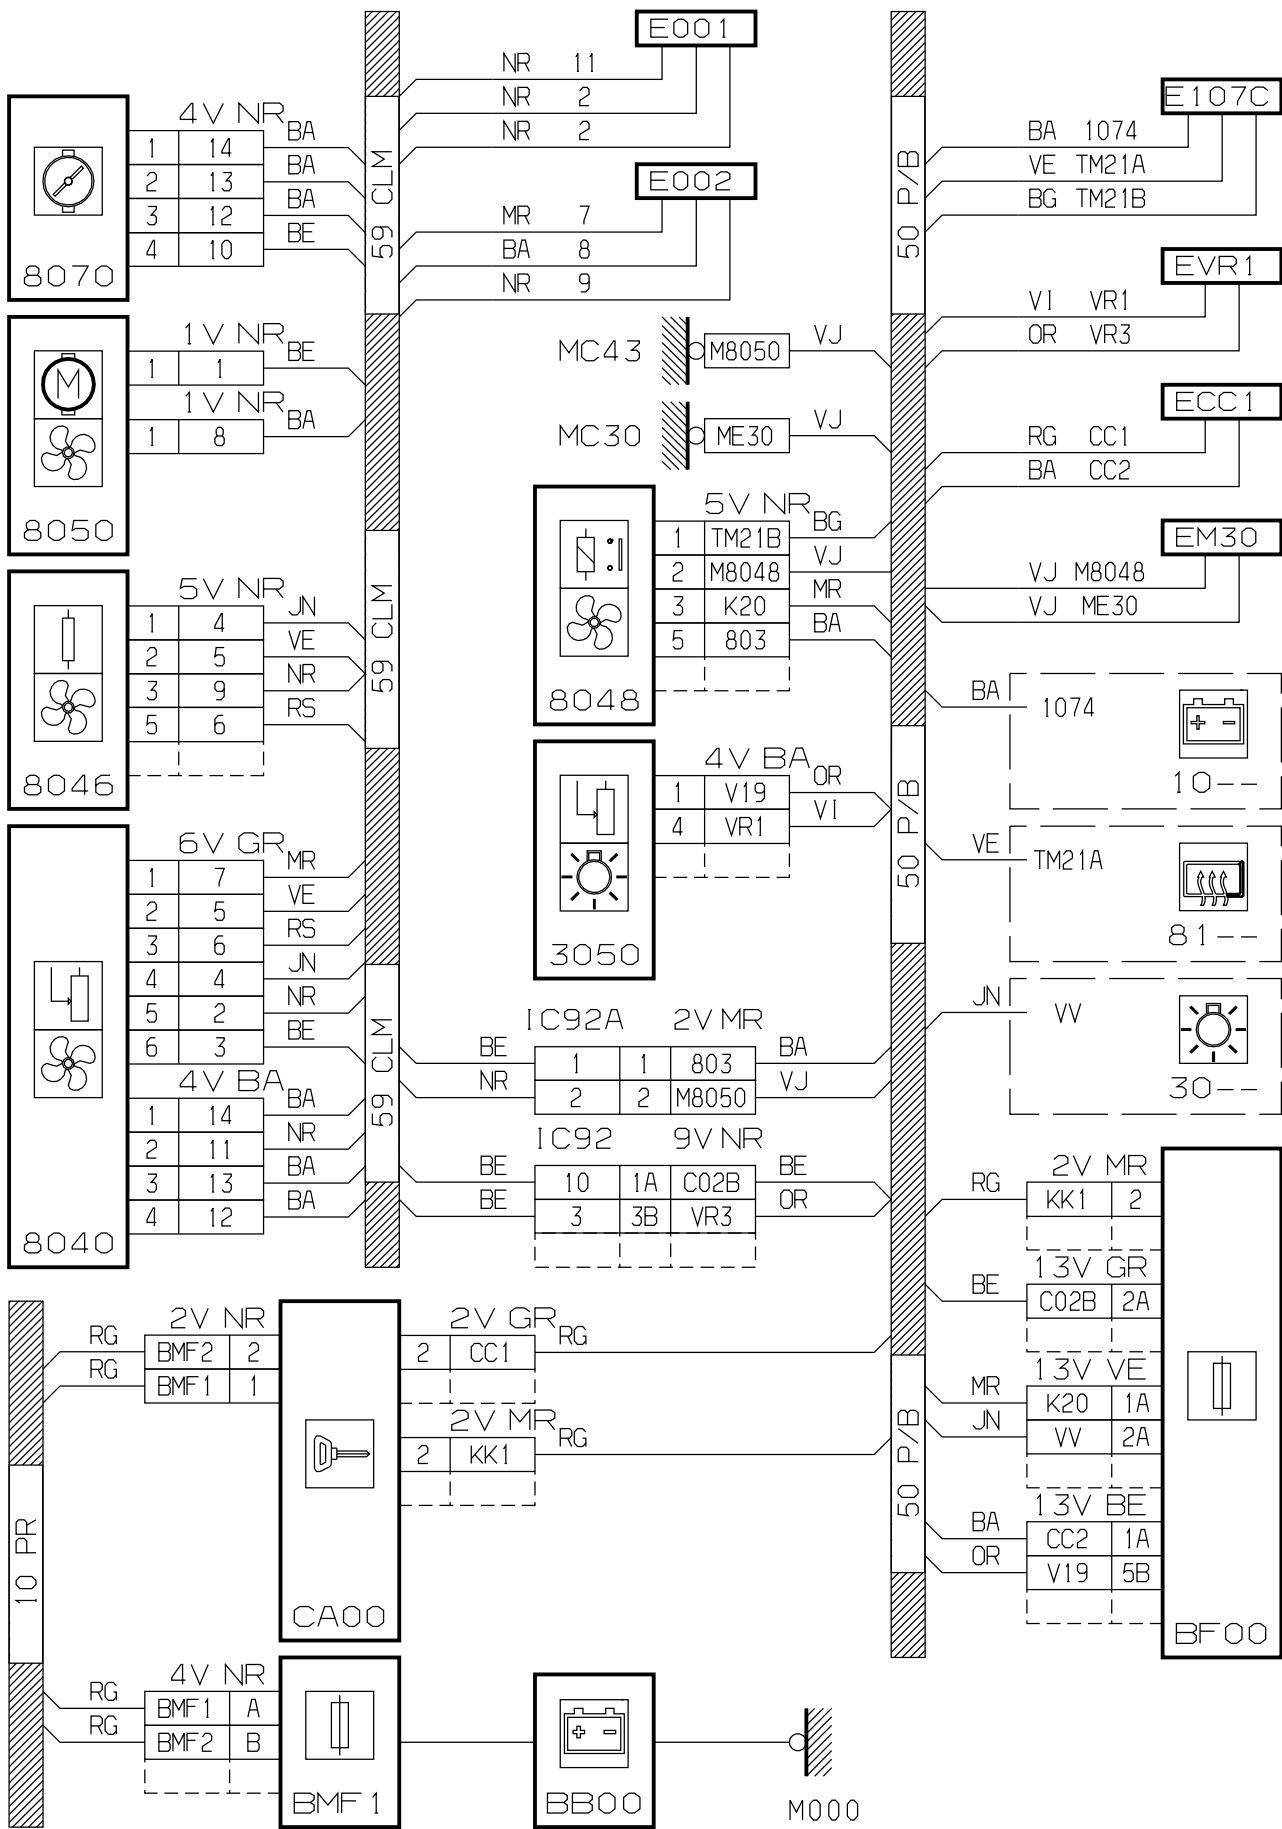 E001
NR 11
NR 2
NR 2
E002
MR 7
BA 8
NR 9
59 CLM
4V NR
1 14 BA
2 13 BA
3 12 BA
4 10 BE
8070
1V NR
1 1 BE
1V NR
1 8 BA
M
8050
59 CLM
5V NR
1 4 JN
2 5 VE
3 9 NR
5 6 RS
8046
6V GR
1 7 MR
2 5 VE
3 6 RS
4 4 JN
5 2 NR
6 3 BE
4V BA
1 14 BA
2 11 NR
3 13 BA
4 12 BA
8040
59 CLM
MC43 M8050 VJ
MC30 ME30 VJ
5V NR
1 TM21B BG
2 M8048 VJ
3 K20 MR
5 803 BA
8048
4V BA
1 V19 OR
4 VR1 VI
3050
IC92A 2V MR
BE 1 1 803 BA
NR 2 2 M8050 VJ
IC92 9V NR
BE 10 1A C02B BE
BE 3 3B VR3 OR
50 P/B
E107C
BA 1074
VE TM21A
BG TM21B
EVR1
VI VR1
OR VR3
ECC1
RG CC1
BA CC2
EM30
VJ M8048
VJ ME30
50 P/B
BA 1074
+ -
10--
VE TM21A
81--
JN VV
30--
2V MR
RG KK1 2
13V GR
BE C02B 2A
13V VE
MR K20 1A
JN VV 2A
13V BE
BA CC2 1A
OR V19 5B
BF00
50 P/B
10 PR
2V NR
RG BMF2 2
RG BMF1 1
2V GR
2 CC1 RG
2V MR
2 KK1 RG
CA00
4V NR
RG BMF1 A
RG BMF2 B
BMF1
+ -
BB00
M000